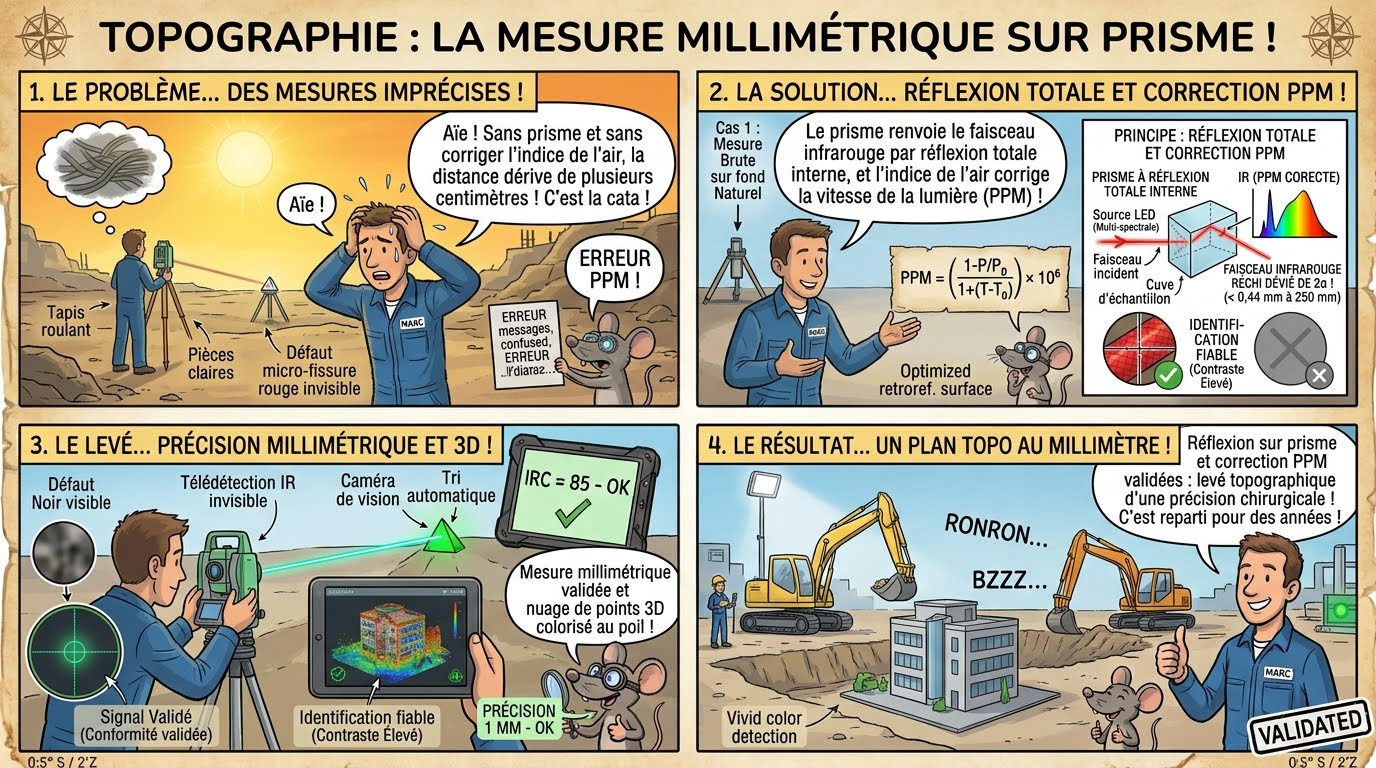 TOPOGRAPHIE : LA MESURE MILLIMÉTRIQUE SUR PRISME !
1. LE PROBLÈME... DES MESURES IMPRÉCISES !
Aïe !
Aïe ! Sans prisme et sans
corriger l'indice de l'air, la
distance dérive de plusieurs
centimètres ! C'est la cata !
ERREUR
PPM !
MARC
ERREUR
messages,
confused,
ERREUR
Tapis
roulant
Pièces
claires
Défaut
micro-fissure
rouge invisible
2. LA SOLUTION... RÉFLEXION TOTALE ET CORRECTION PPM !
Cas 1 :
Mesure
Brute
sur fond
Naturel
Le prisme renvoie le faisceau
infrarouge par réflexion totale
interne, et l'indice de l'air corrige
la vitesse de la lumière (PPM) !
PPM = (1-P/P₀ / 1+(T-T₀)) × 10⁶
Optimized
retroref. surface
PRINCIPE : RÉFLEXION TOTALE
ET CORRECTION PPM
PRISME À RÉFLEXION
TOTALE INTERNE
IR (PPM CORECTE)
Source LED
(Multi-spectrale)
Faisceau
incident
Cuve
d'échantiilon
FAISCEAU INFRAROUGE
RÉCHI DÉVIÉ DE 2α !
(< 0,44 mm à 250 mm)
IDENTIFI-
CATION
FIABLE
(Contraste
Élevé)
3. LE LEVÉ... PRÉCISION MILLIMÉTRIQUE ET 3D !
Défaut
Noir visible
Télédétection IR
invisible
Caméra
de vision
Tri
automatique
IRC = 85 - OK
Mesure millimétrique
validée et
nuage de points 3D
colorisé au poil !
Signal Validé
(Conformité validée)
Identification fiable
(Contraste Élevé)
PRÉCISION
1 MM - OK
4. LE RÉSULTAT... UN PLAN TOPO AU MILLIMÈTRE !
Réflexion sur prisme
et correction PPM
validées : levé topographique
d'une précision chirurgicale !
C'est reparti pour des années !
RONRON...
BZZZ...
MARC
Vivid color
detection
VALIDATED